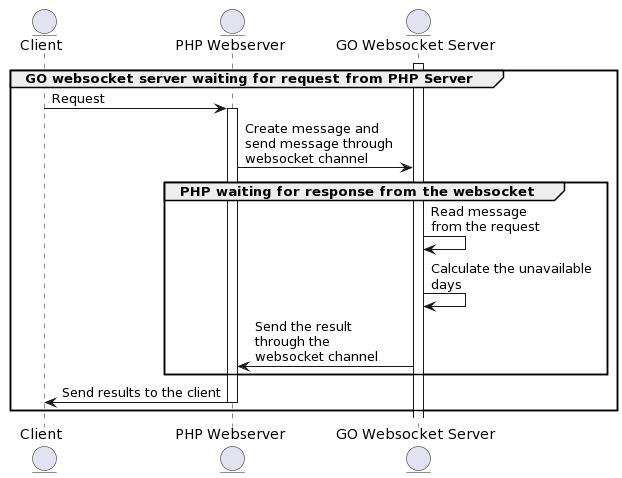 Client
PHP Webserver
GO Websocket Server
GO websocket server waiting for request from PHP Server
Request
Create message and
send message through
websocket channel
PHP waiting for response from the websocket
Read message
from the request
Calculate the unavailable
days
Send the result
through the
websocket channel
Send results to the client
Client
PHP Webserver
GO Websocket Server